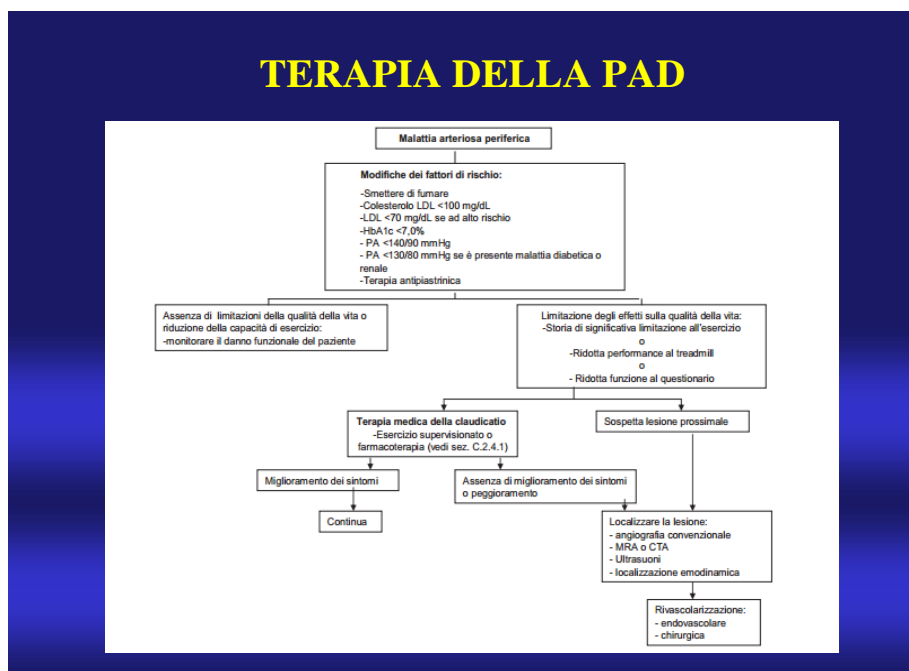 TERAPIA DELLA PAD
Malattia arteriosa periferica
Modifiche dei fattori di rischio:
-Smettere di fumare
-Colesterolo LDL <100 mg/dL
-LDL <70 mg/dL se ad alto rischio
-HbA1c <7,0%
- PA <140/90 mmHg
- PA <130/80 mmHg se è presente malattia diabetica o
renale
-Terapia antipiastrinica
Assenza di limitazioni della qualità della vita o
riduzione della capacità di esercizio:
-monitorare il danno funzionale del paziente
Limitazione degli effetti sulla qualità della vita:
-Storia di significativa limitazione all'esercizio
o
- Ridotta performance al treadmill
o
- Ridotta funzione al questionario
Terapia medica della claudicatio
-Esercizio supervisionato o
farmacoterapia (vedi sez. C.2.4.1)
Sospetta lesione prossimale
Miglioramento dei sintomi
Assenza di miglioramento dei sintomi
o peggioramento
Continua
Localizzare la lesione:
- angiografia convenzionale
- MRA o CTA
- Ultrasuoni
- localizzazione emodinamica
Rivascolarizzazione:
- endovascolare
- chirurgica